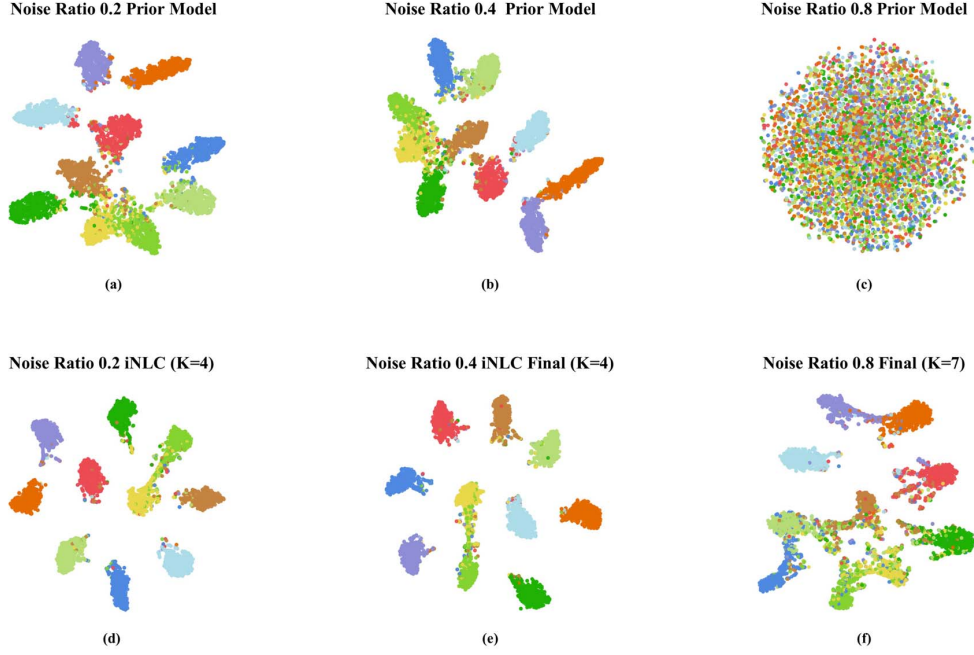 Noise Ratio 0.2 Prior Model
Noise Ratio 0.4 Prior Model
Noise Ratio 0.8 Prior Model
(a)
(b)
(c)
Noise Ratio 0.2 iNLC (K=4)
Noise Ratio 0.4 iNLC Final (K=4)
Noise Ratio 0.8 Final (K=7)
(d)
(e)
(f)